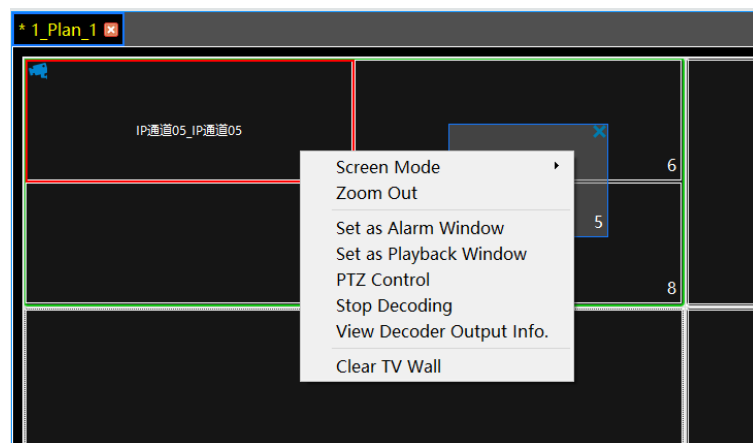 * 1_Plan_1
IP通道05_IP通道05
6
5
8
Screen Mode
Zoom Out
Set as Alarm Window
Set as Playback Window
PTZ Control
Stop Decoding
View Decoder Output Info.
Clear TV Wall